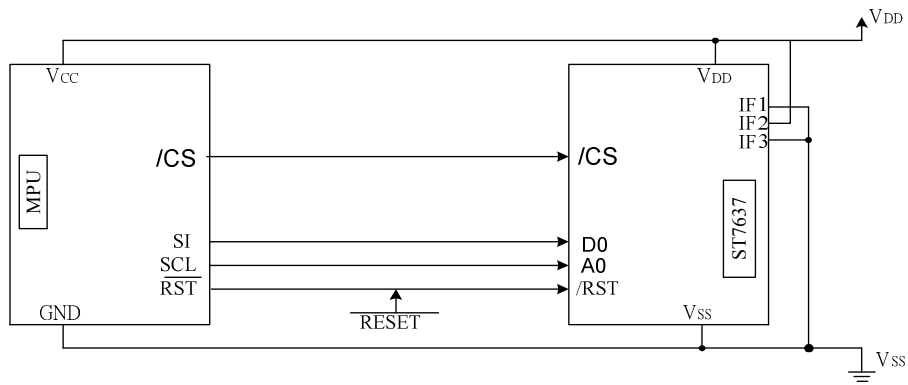 VDD
VCC
VDD
IF1
IF2
IF3
/CS
/CS
MPU
ST7637
SI
D0
SCL
A0
RST
/RST
RESET
GND
VSS
VSS